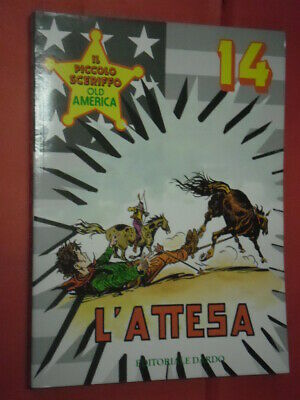 IL
PICCOLO
SCERIFFO
OLD
AMERICA
14
L'ATTESA
EDITORIALE DARDO